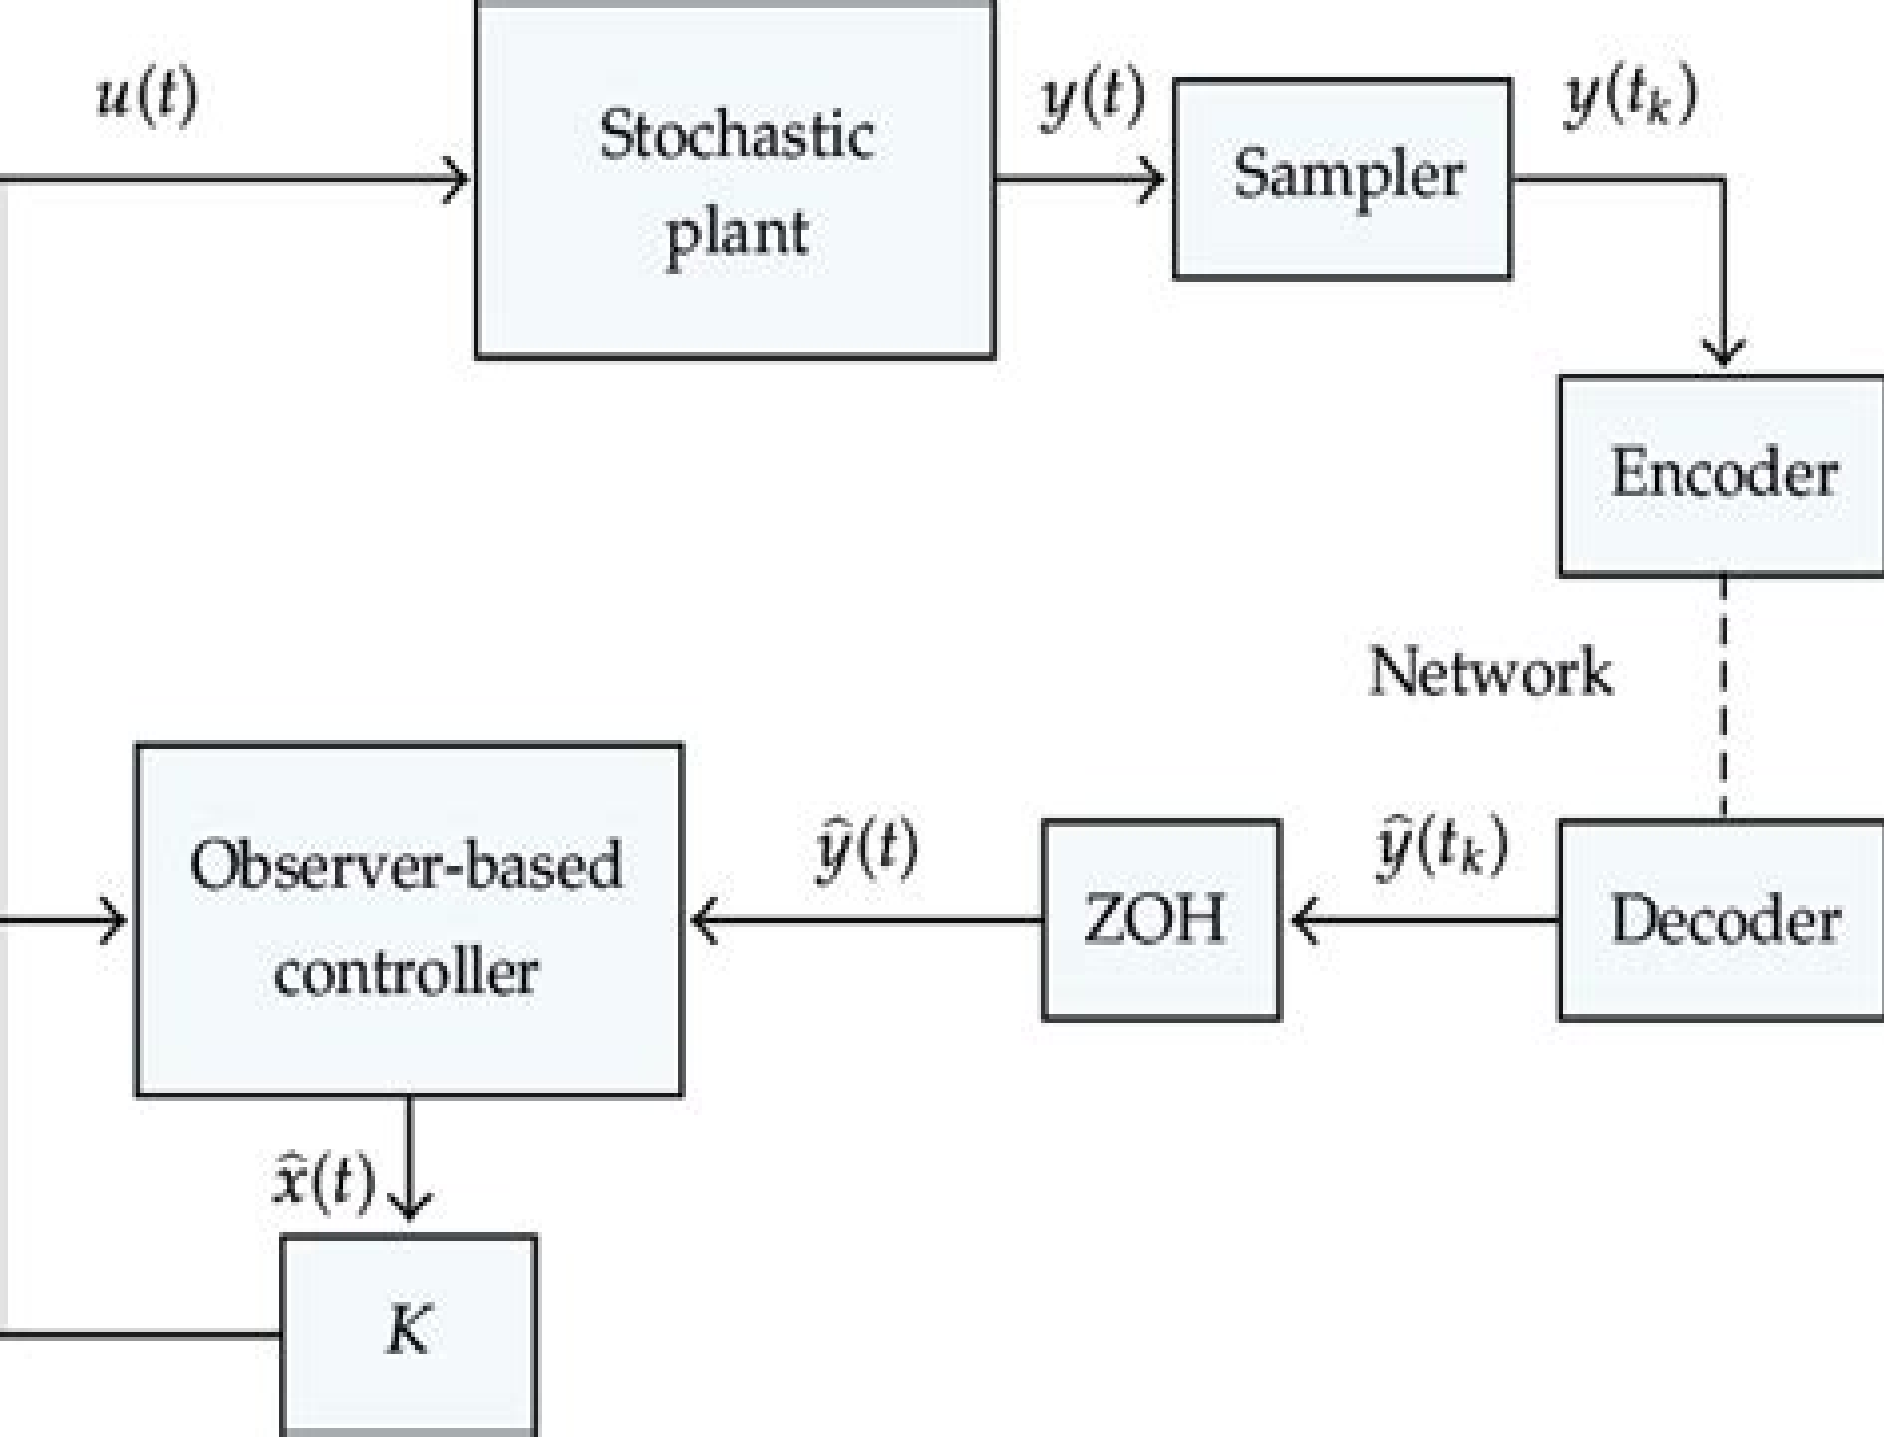 u(t)
Stochastic
plant
y(t)
Sampler
y(t_k)
Encoder
Network
Observer-based
controller
ŷ(t)
ZOH
ŷ(t_k)
Decoder
x̂(t)
K